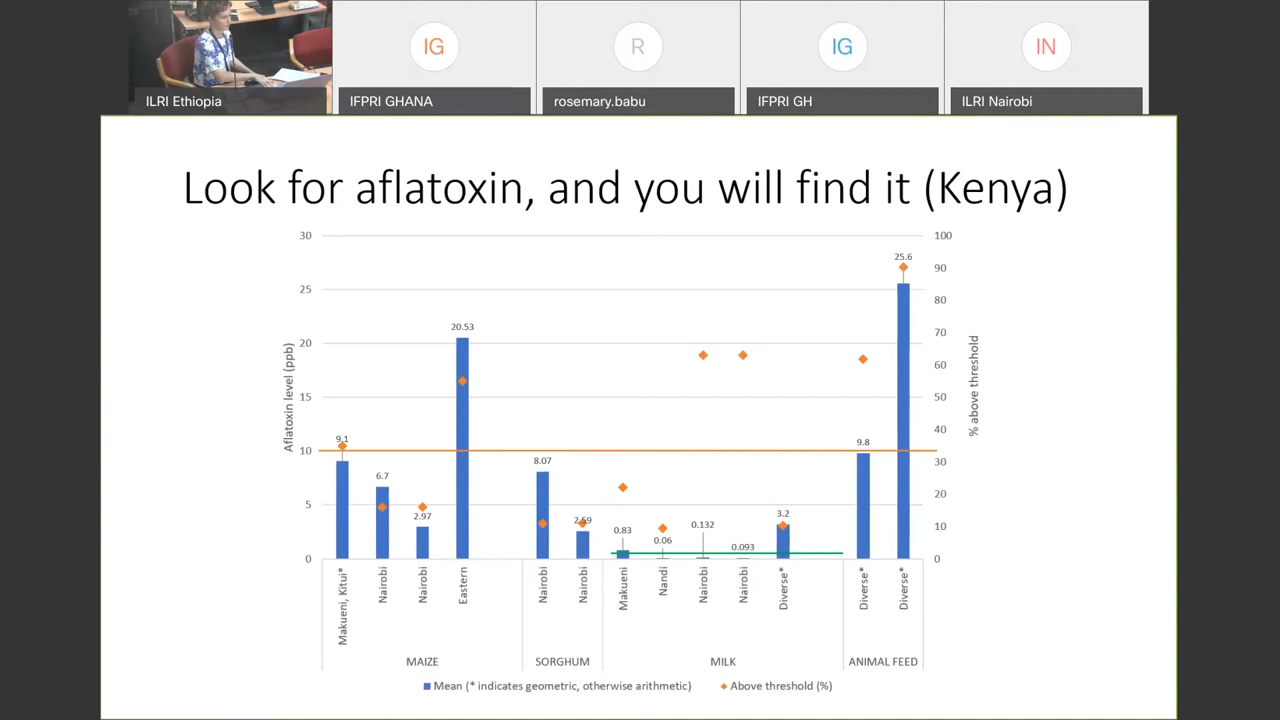 IG
R
IG
IN
ILRI Ethiopia
IFPRI GHANA
rosemary.babu
IFPRI GH
ILRI Nairobi
Look for aflatoxin, and you will find it (Kenya)
30
25
20
15
10
5
0
Aflatoxin level (ppb)
9.1
6.7
2.97
20.53
8.07
2.59
0.83
0.06
0.132
0.093
3.2
9.8
25.6
100
90
80
70
60
50
40
30
20
10
0
% above threshold
Makueni, Kitui*
Nairobi
Nairobi
Eastern
Nairobi
Nairobi
Makueni
Nandi
Nairobi
Nairobi
Diverse*
Diverse*
Diverse*
MAIZE
SORGHUM
MILK
ANIMAL FEED
Mean (* indicates geometric, otherwise arithmetic)
Above threshold (%)